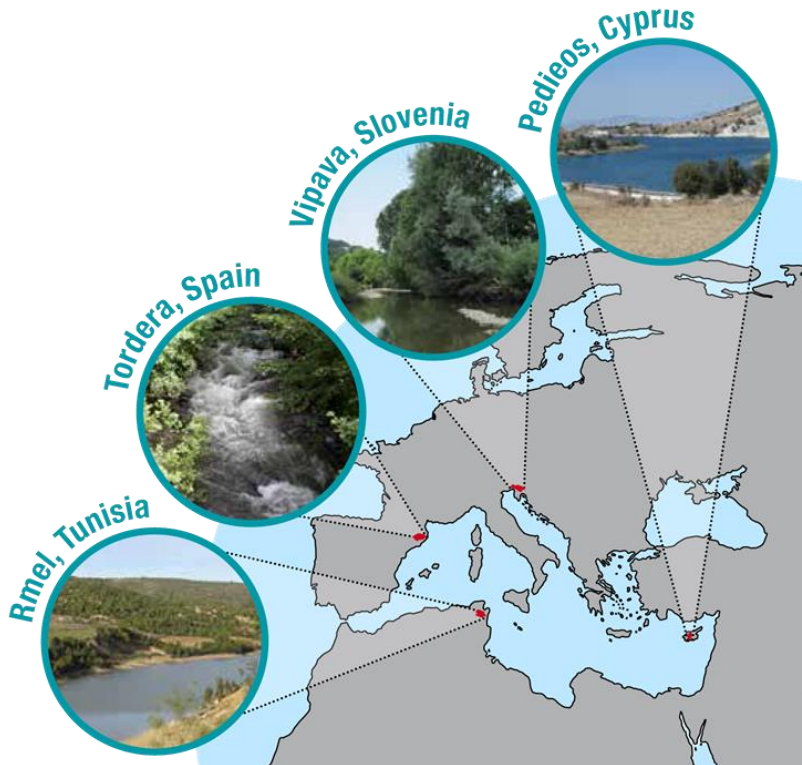 Pedieos, Cyprus
Vipava, Slovenia
Tordera, Spain
Rmel, Tunisia